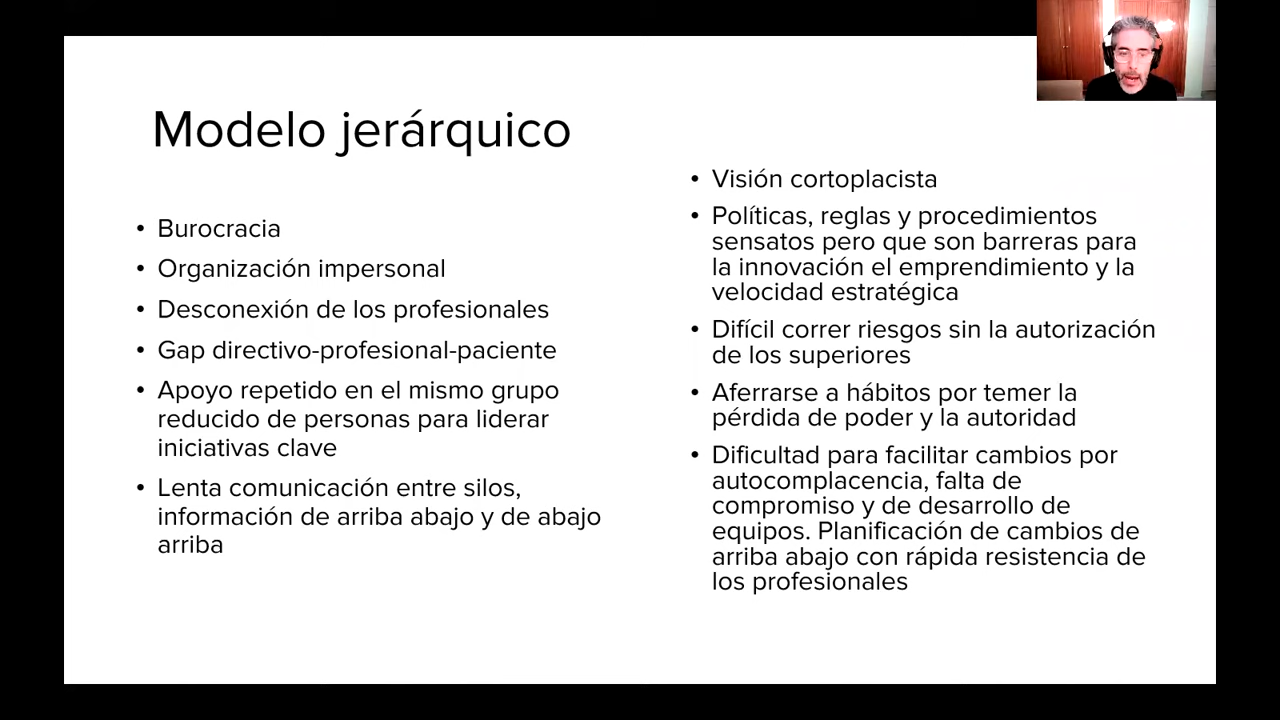 Modelo jerárquico
• Burocracia
• Organización impersonal
• Desconexión de los profesionales
• Gap directivo-profesional-paciente
• Apoyo repetido en el mismo grupo
reducido de personas para liderar
iniciativas clave
• Lenta comunicación entre silos,
información de arriba abajo y de abajo
arriba
• Visión cortoplacista
• Políticas, reglas y procedimientos
sensatos pero que son barreras para
la innovación el emprendimiento y la
velocidad estratégica
• Difícil correr riesgos sin la autorización
de los superiores
• Aferrarse a hábitos por temer la
pérdida de poder y la autoridad
• Dificultad para facilitar cambios por
autocomplacencia, falta de
compromiso y de desarrollo de
equipos. Planificación de cambios de
arriba abajo con rápida resistencia de
los profesionales